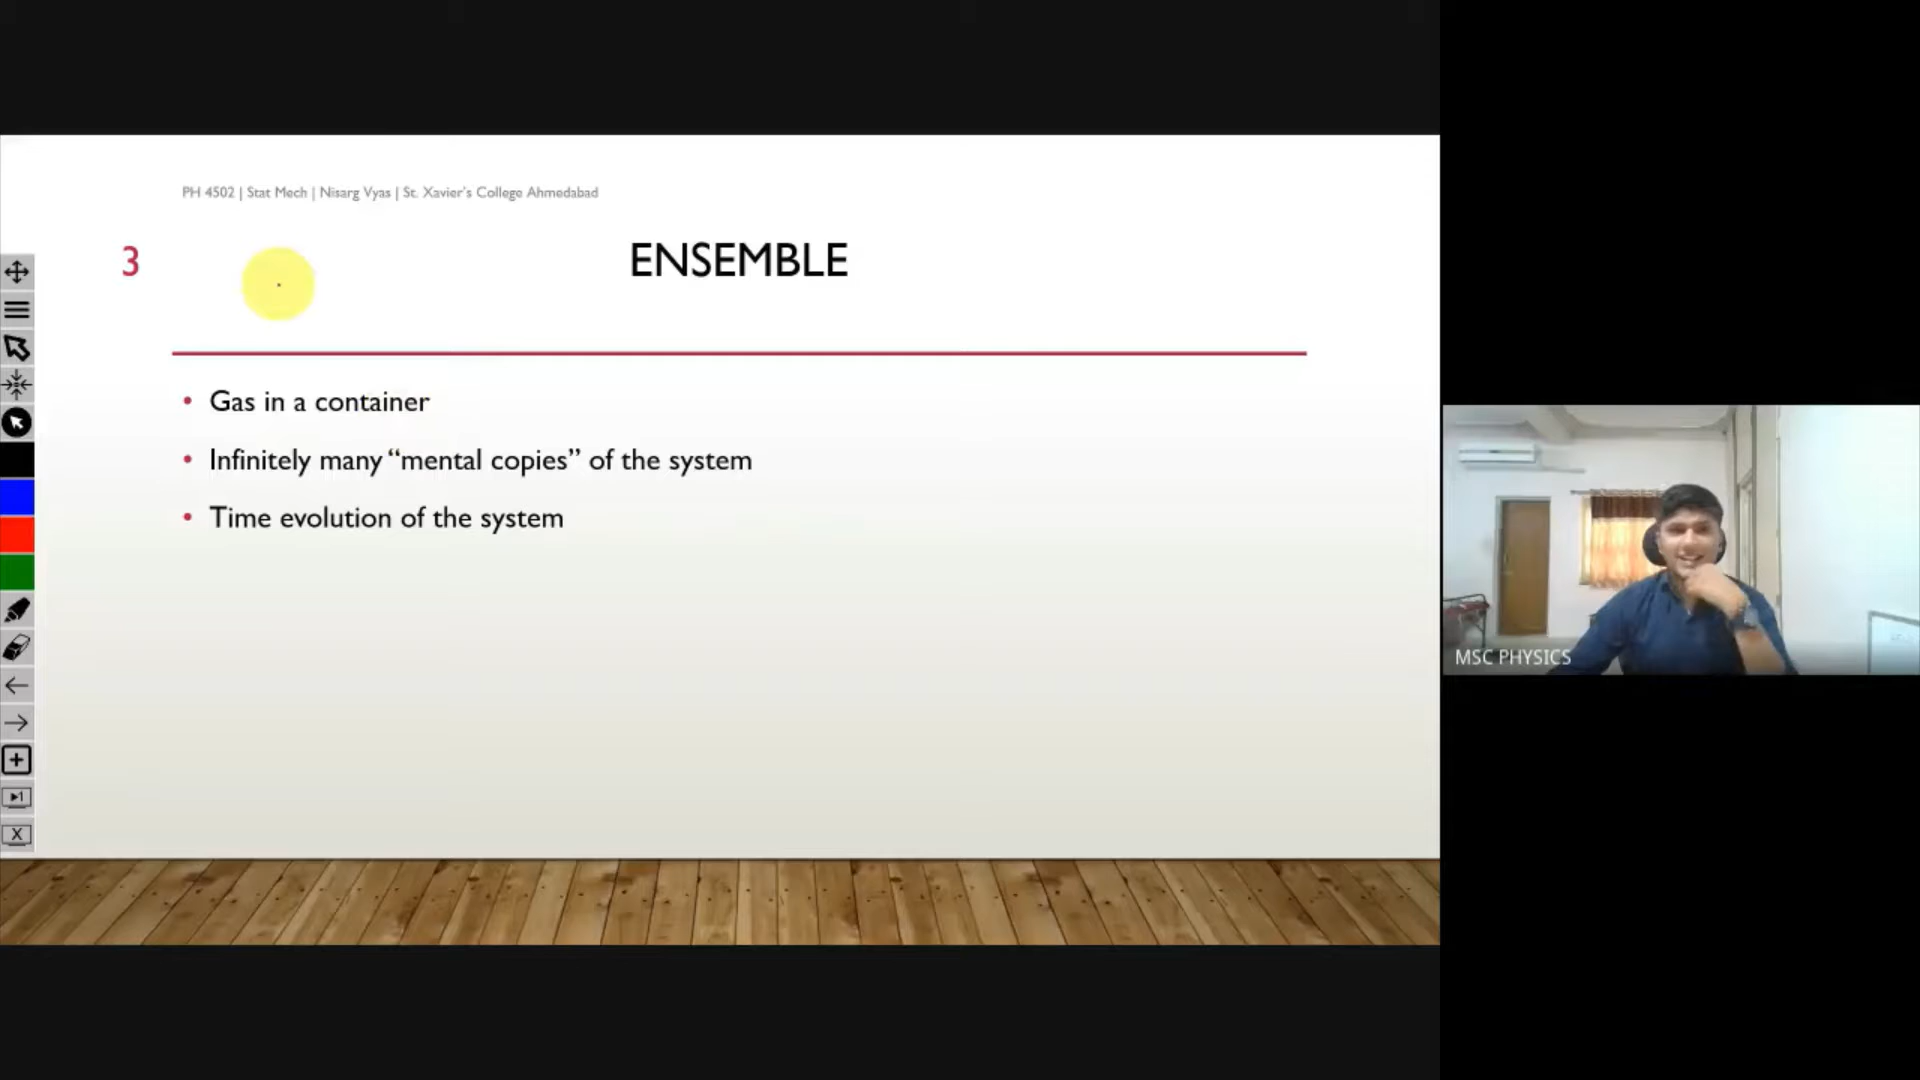 PH 4502 | Stat Mech | Nisarg Vyas | St. Xavier's College Ahmedabad
3
ENSEMBLE
• Gas in a container
• Infinitely many “mental copies” of the system
• Time evolution of the system
MSC PHYSICS